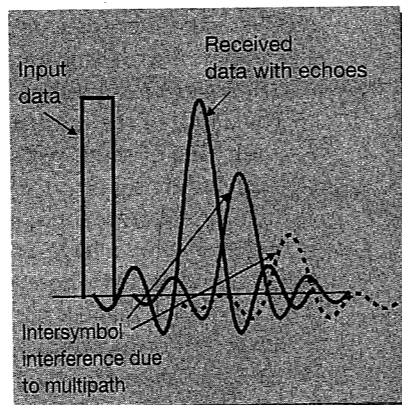 Received
data with echoes
Input
data
Intersymbol
interference due
to multipath